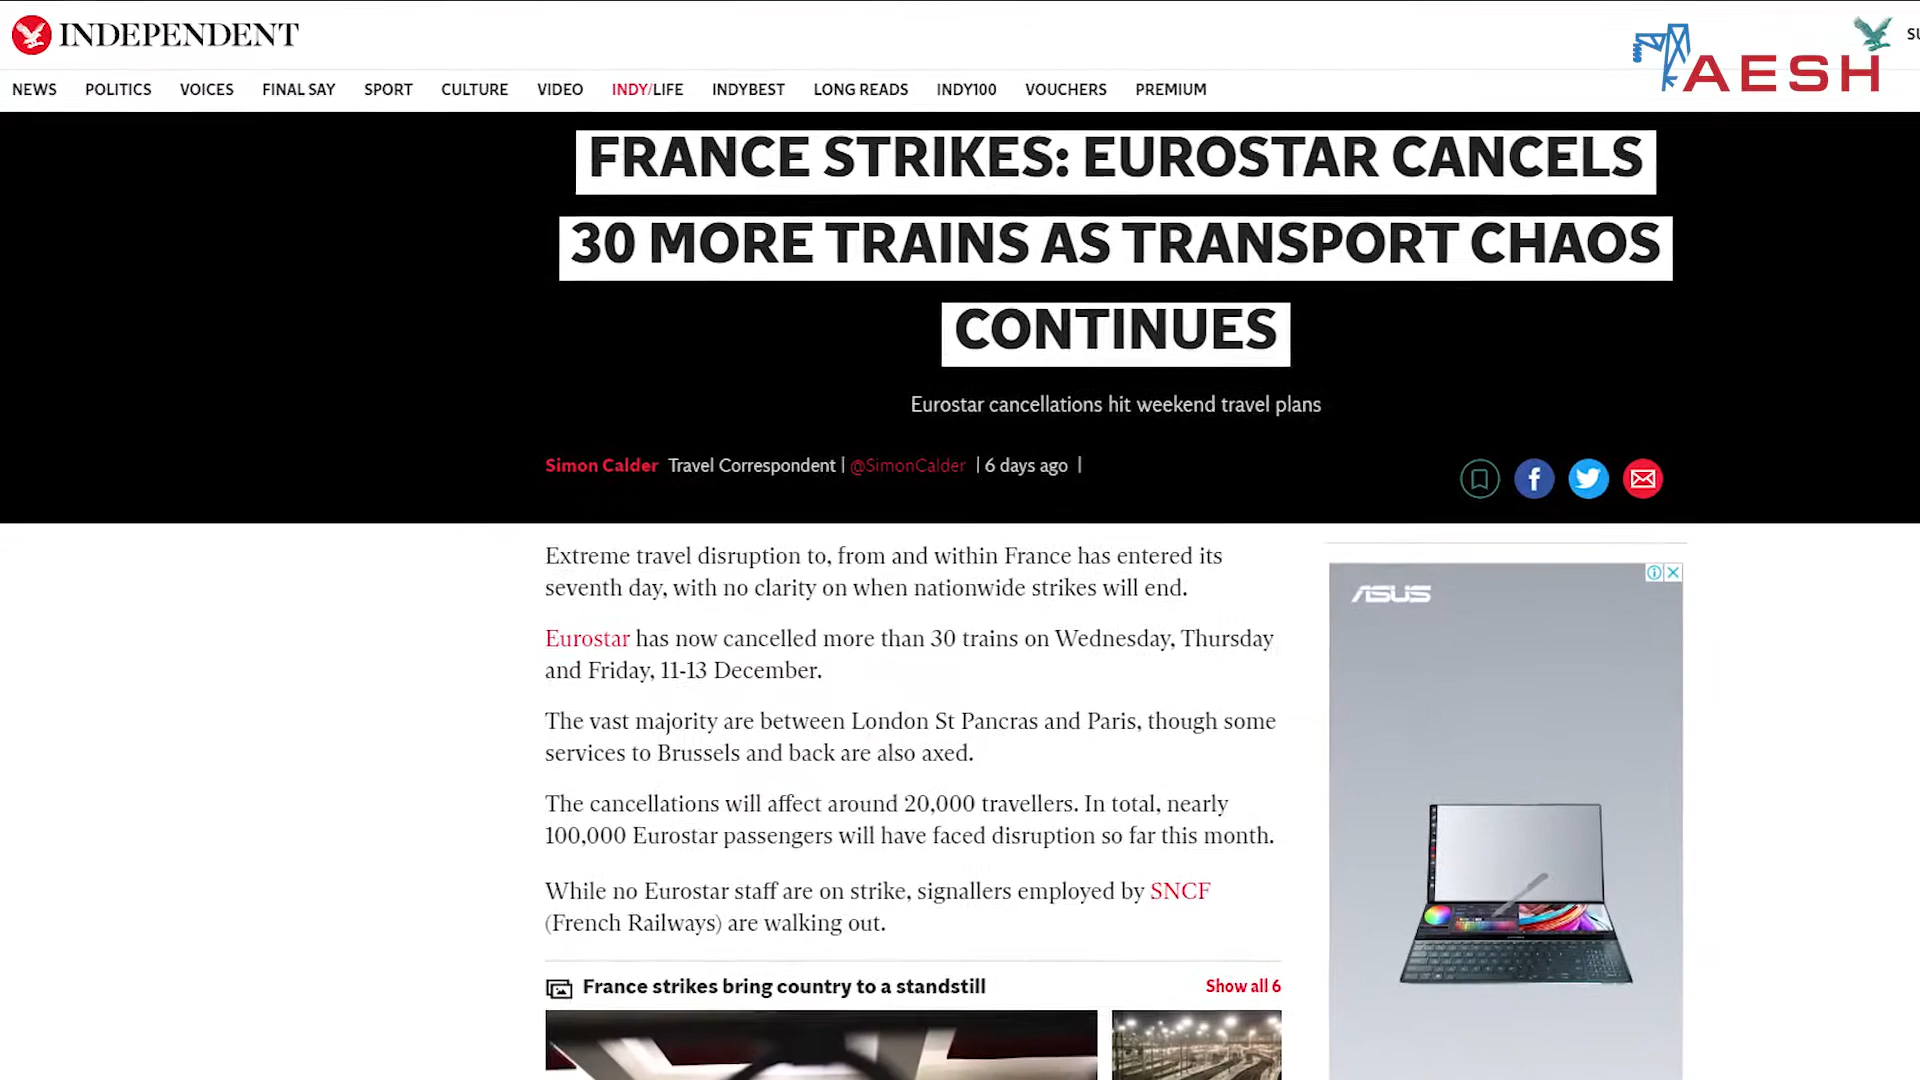 INDEPENDENT
SU
AESH
NEWS POLITICS VOICES FINAL SAY SPORT CULTURE VIDEO INDY/LIFE INDYBEST LONG READS INDY100 VOUCHERS PREMIUM
FRANCE STRIKES: EUROSTAR CANCELS
30 MORE TRAINS AS TRANSPORT CHAOS
CONTINUES
Eurostar cancellations hit weekend travel plans
Simon Calder Travel Correspondent | @SimonCalder | 6 days ago |
Extreme travel disruption to, from and within France has entered its
seventh day, with no clarity on when nationwide strikes will end.
Eurostar has now cancelled more than 30 trains on Wednesday, Thursday
and Friday, 11-13 December.
The vast majority are between London St Pancras and Paris, though some
services to Brussels and back are also axed.
The cancellations will affect around 20,000 travellers. In total, nearly
100,000 Eurostar passengers will have faced disruption so far this month.
While no Eurostar staff are on strike, signallers employed by SNCF
(French Railways) are walking out.
France strikes bring country to a standstill
Show all 6
ASUS